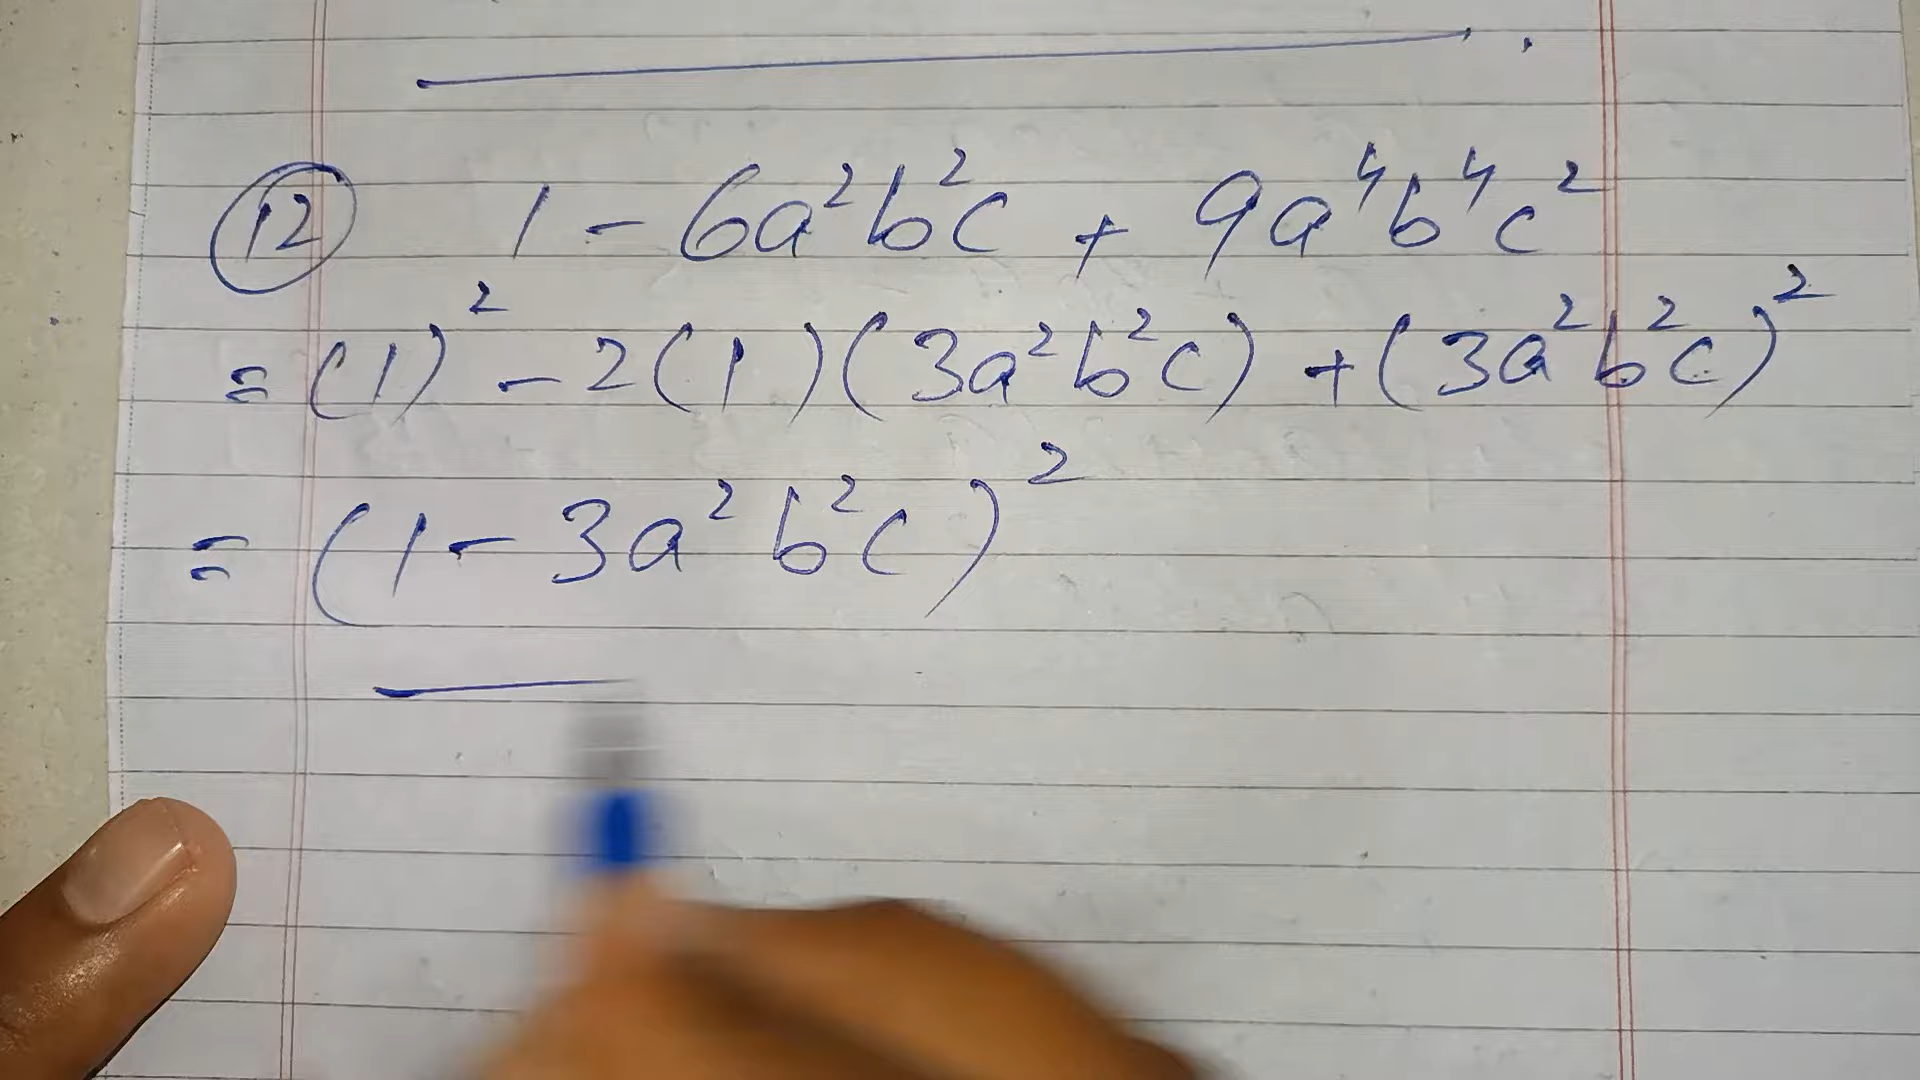 12 1 - 6a²b²c + 9a⁴b⁴c²
= (1)² - 2(1)(3a²b²c) + (3a²b²c)²
= (1 - 3a²b²c)²